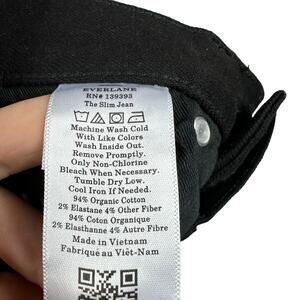 EVERLANE
RN# 139393
The Slim Jean
Machine Wash Cold
With Like Colors
Wash Inside Out.
Remove Promptly.
Only Non-Chlorine
Bleach When Necessary.
Tumble Dry Low.
Cool Iron If Needed.
94% Organic Cotton
2% Elastane 4% Other Fiber
94% Coton Organique
2% Elasthanne 4% Autre Fibre
Made in Vietnam
Fabriqué au Viêt-Nam